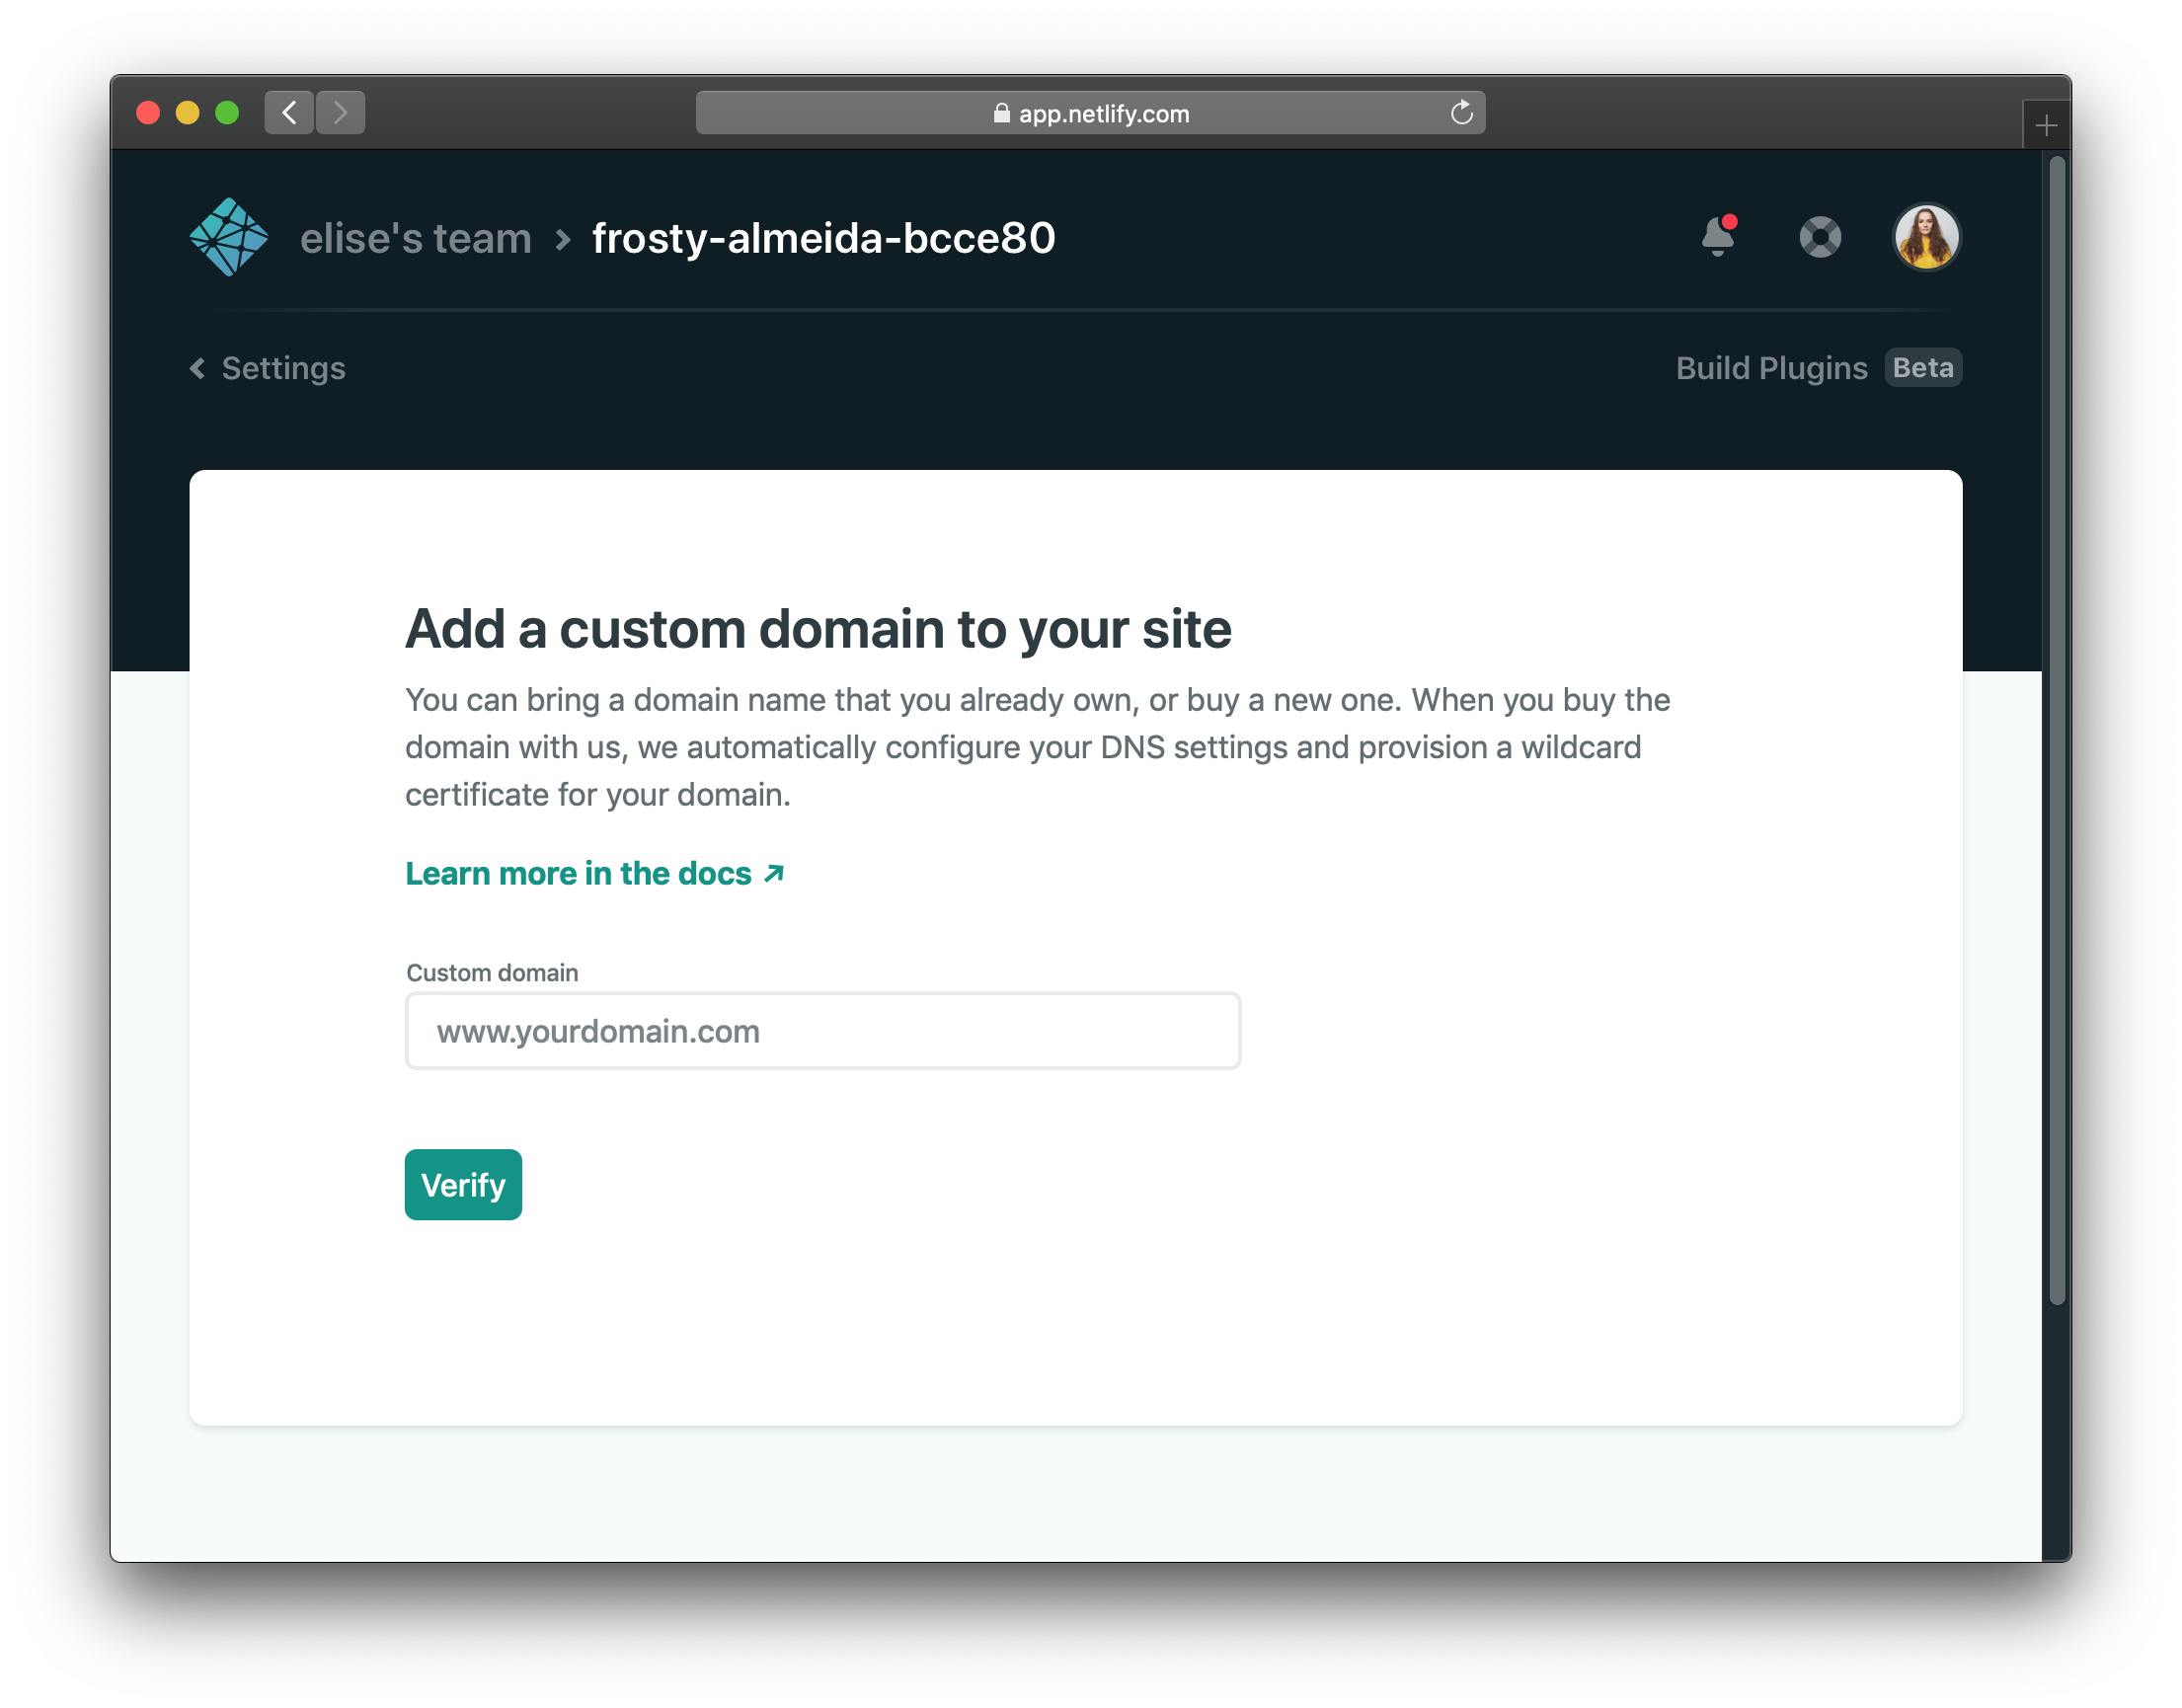 app.netlify.com
elise's team > frosty-almeida-bcce80
Settings
Build Plugins Beta
Add a custom domain to your site
You can bring a domain name that you already own, or buy a new one. When you buy the
domain with us, we automatically configure your DNS settings and provision a wildcard
certificate for your domain.
Learn more in the docs ↗
Custom domain
www.yourdomain.com
Verify